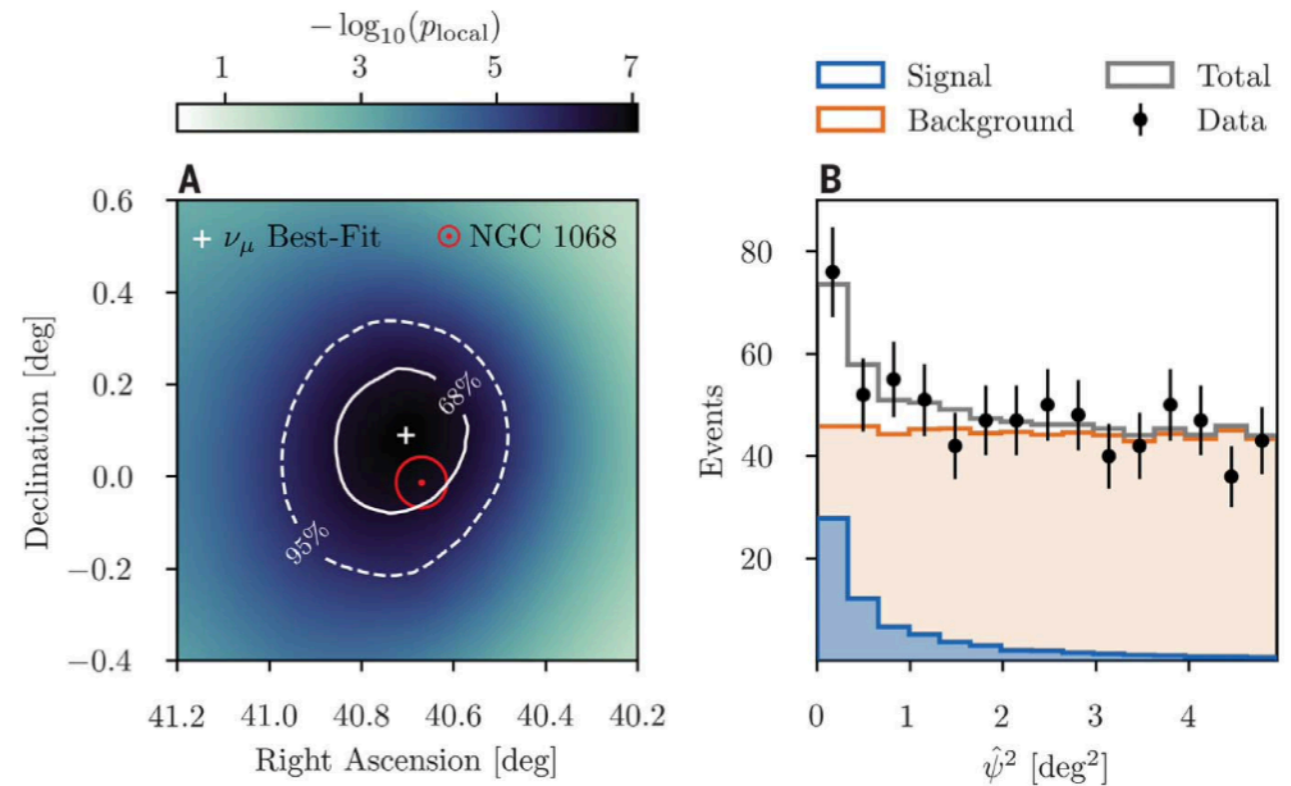 − log₁₀(p_local)
1 3 5 7
A
+ ν_μ Best-Fit
NGC 1068
0.6
0.4
0.2
0.0
−0.2
−0.4
68%
95%
41.2 41.0 40.8 40.6 40.4 40.2
Right Ascension [deg]
Declination [deg]
Signal
Total
Background
Data
B
80
60
40
20
Events
0 1 2 3 4
ψ̂² [deg²]